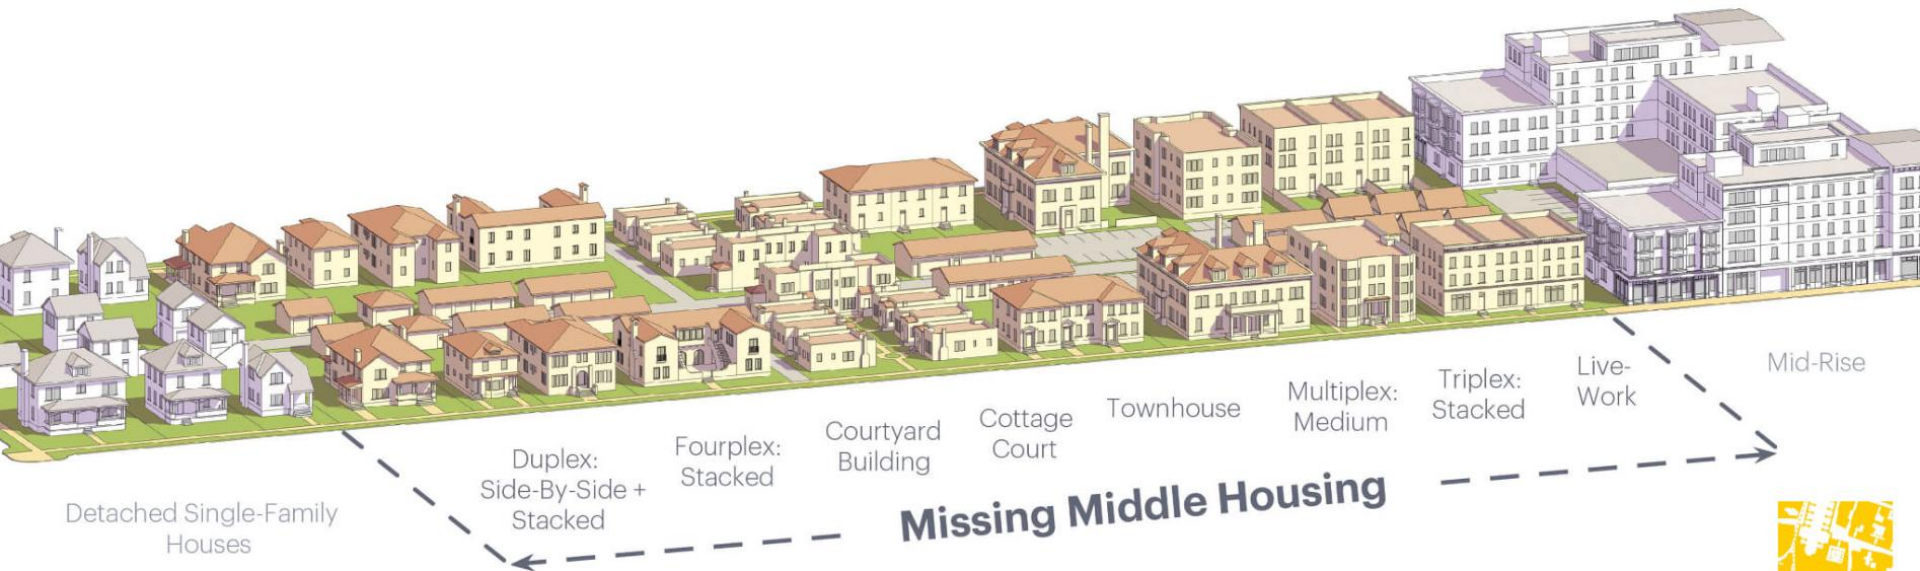 Detached Single-Family
Houses
Duplex:
Side-By-Side +
Stacked
Fourplex:
Stacked
Courtyard
Building
Cottage
Court
Townhouse
Multiplex:
Medium
Triplex:
Stacked
Live-
Work
Mid-Rise
Missing Middle Housing